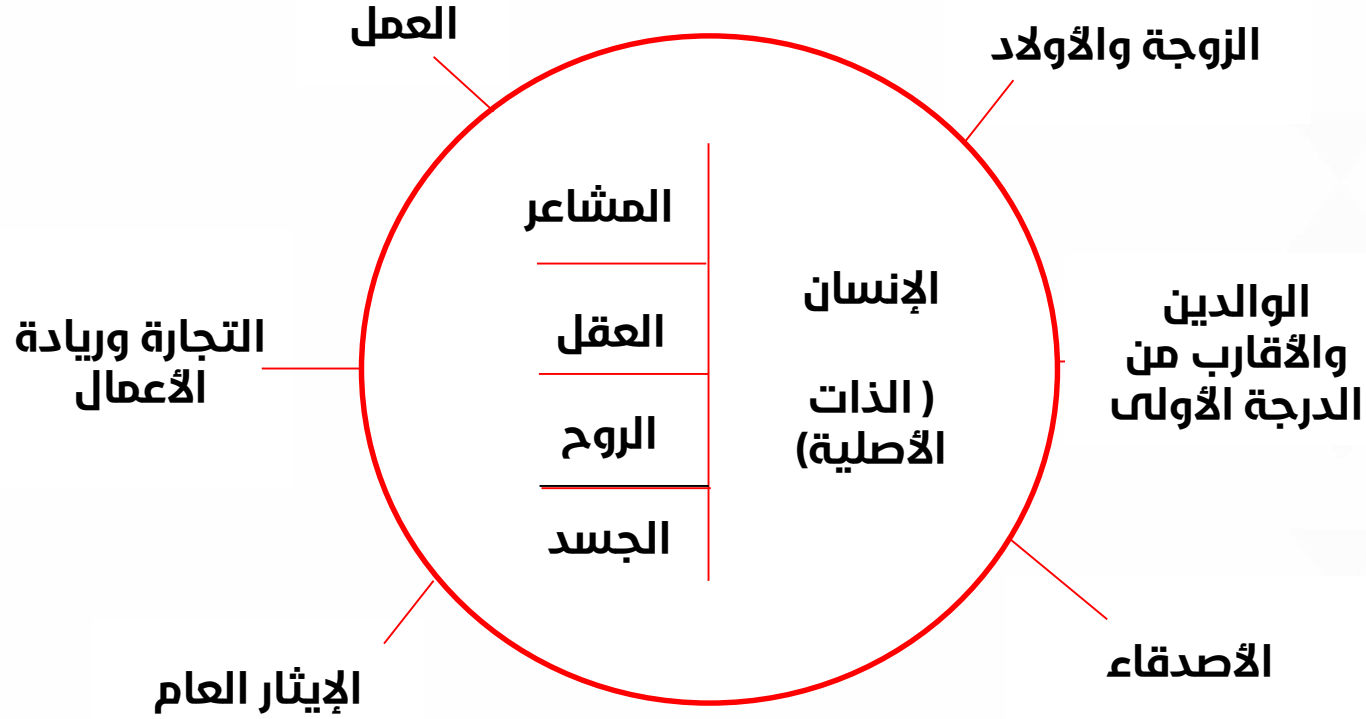 العمل
الزوجة والأولاد
المشاعر
الإنسان
العقل
( الذات
الأصلية)
الروح
الجسد
الوالدين
والأقارب من
الدرجة الأولى
التجارة وريادة
الأعمال
الأصدقاء
الإيثار العام